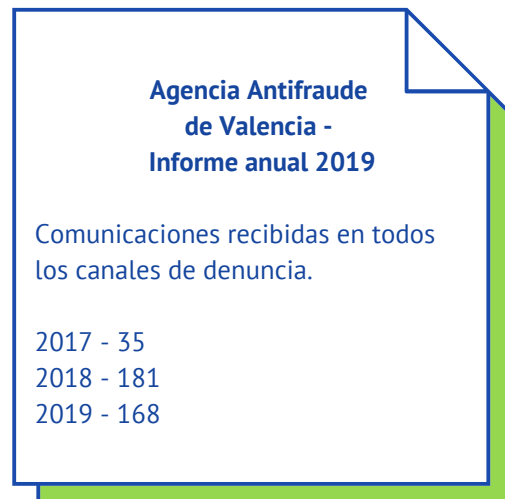 Agencia Antifraude
de Valencia -
Informe anual 2019
Comunicaciones recibidas en todos
los canales de denuncia.
2017 - 35
2018 - 181
2019 - 168